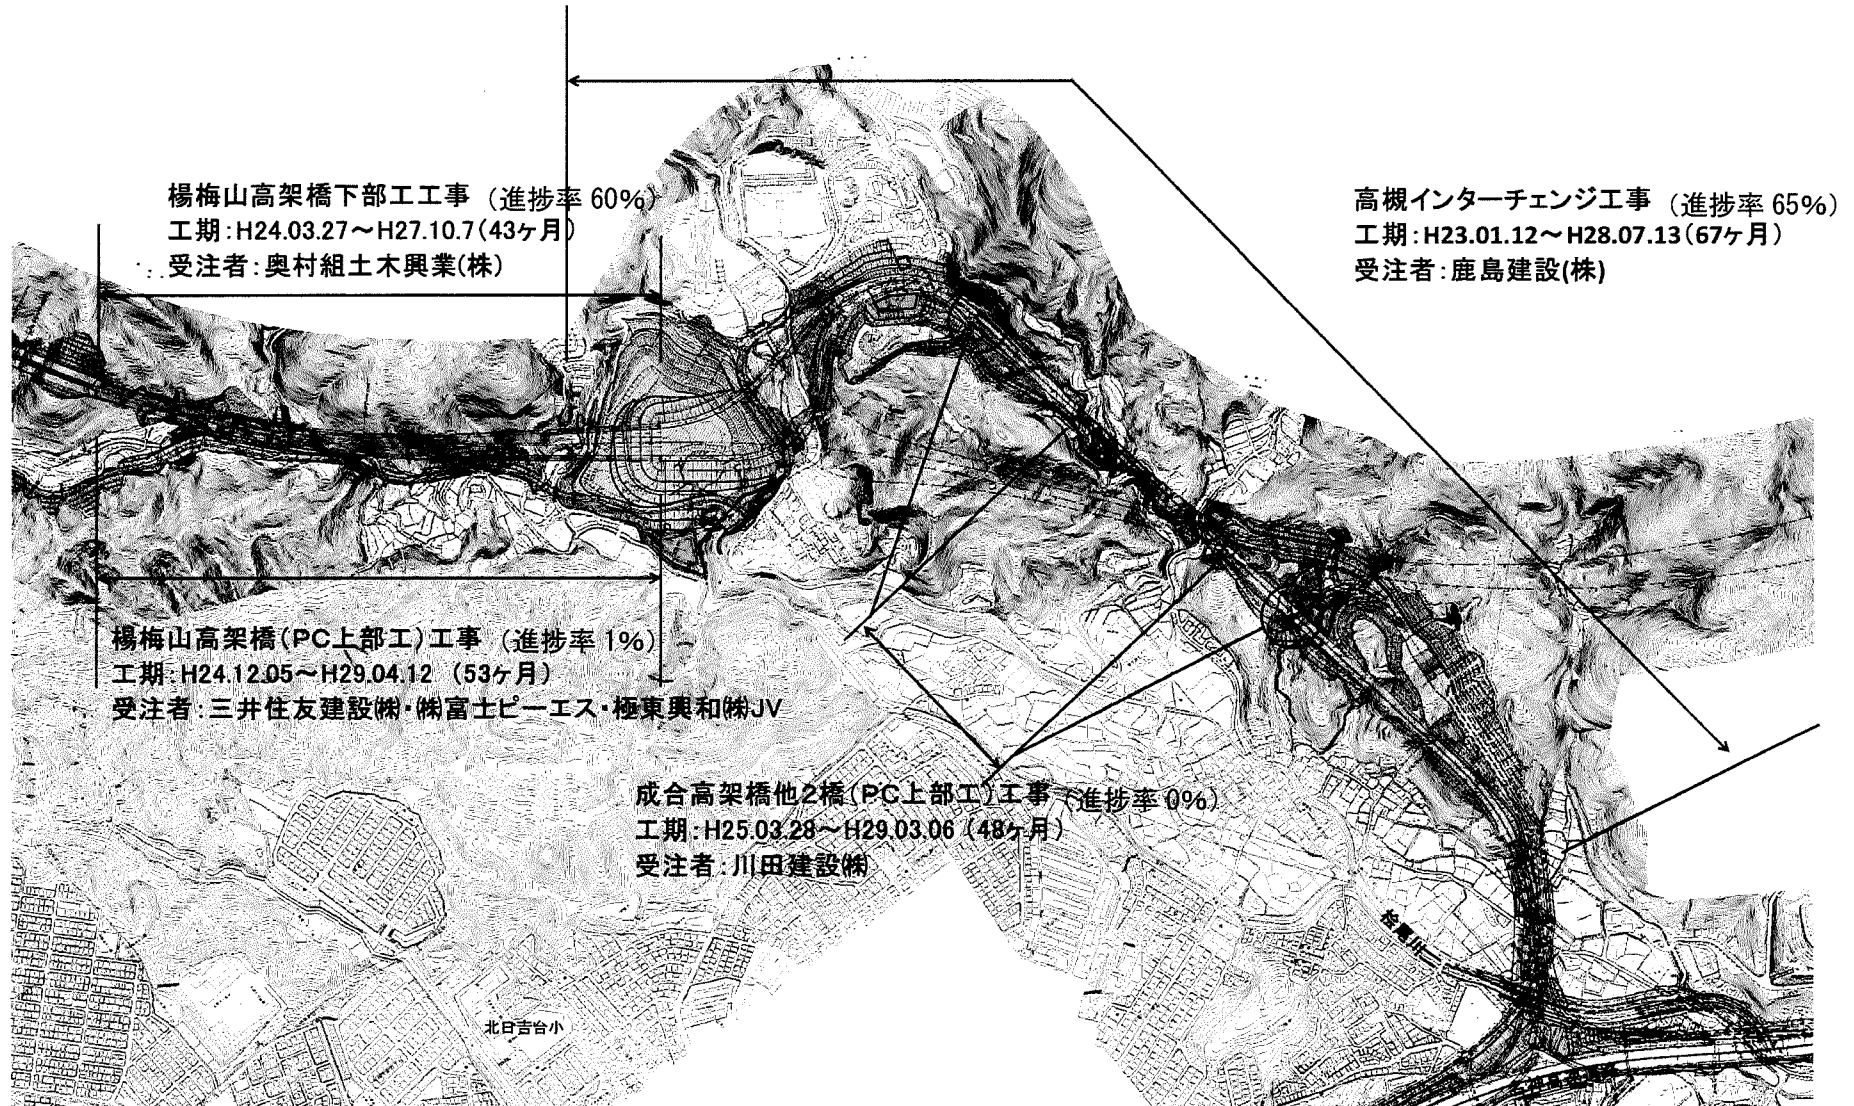 楊梅山高架橋下部工工事 (進捗率 60%)
工期:H24.03.27〜H27.10.7(43ヶ月)
受注者:奥村組土木興業(株)
高槻インターチェンジ工事 (進捗率 65%)
工期:H23.01.12〜H28.07.13(67ヶ月)
受注者:鹿島建設(株)
楊梅山高架橋(PC上部工)工事 (進捗率 1%)
工期:H24.12.05〜H29.04.12 (53ヶ月)
受注者:三井住友建設㈱・㈱富士ピーエス・極東興和㈱JV
成合高架橋他2橋(PC上部工)工事 (進捗率 0%)
工期:H25.03.28〜H29.03.06 (48ヶ月)
受注者:川田建設㈱
桧尾川
北日吉台小